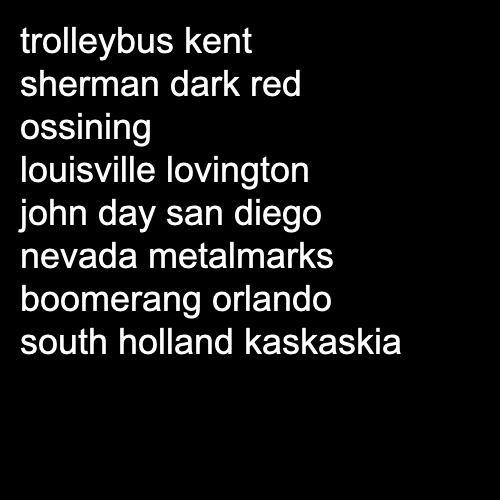 trolleybus kent
sherman dark red
ossining
louisville lovington
john day san diego
nevada metalmarks
boomerang orlando
south holland kaskaskia